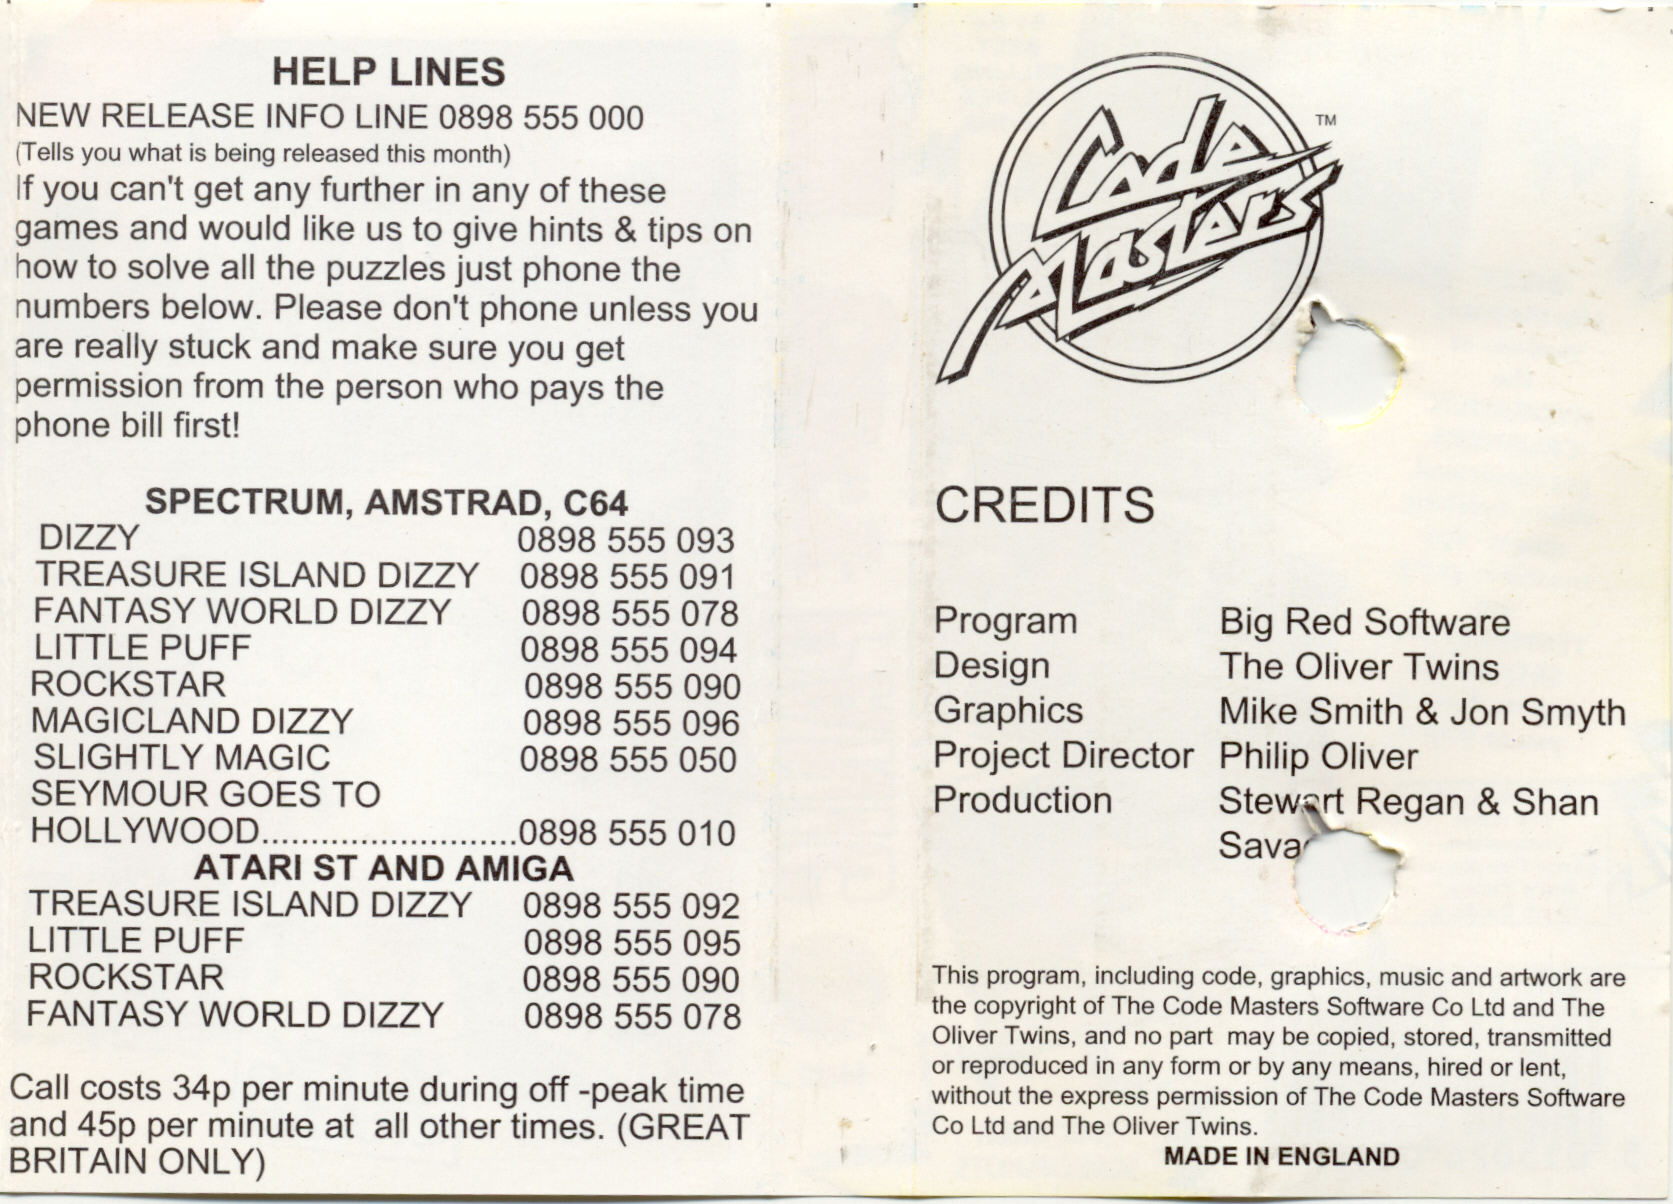 HELP LINES
NEW RELEASE INFO LINE 0898 555 000
(Tells you what is being released this month)
If you can't get any further in any of these
games and would like us to give hints & tips on
how to solve all the puzzles just phone the
numbers below. Please don't phone unless you
are really stuck and make sure you get
permission from the person who pays the
phone bill first!
SPECTRUM, AMSTRAD, C64
DIZZY 0898 555 093
TREASURE ISLAND DIZZY 0898 555 091
FANTASY WORLD DIZZY 0898 555 078
LITTLE PUFF 0898 555 094
ROCKSTAR 0898 555 090
MAGICLAND DIZZY 0898 555 096
SLIGHTLY MAGIC 0898 555 050
SEYMOUR GOES TO
HOLLYWOOD..........................0898 555 010
ATARI ST AND AMIGA
TREASURE ISLAND DIZZY 0898 555 092
LITTLE PUFF 0898 555 095
ROCKSTAR 0898 555 090
FANTASY WORLD DIZZY 0898 555 078
Call costs 34p per minute during off -peak time
and 45p per minute at all other times. (GREAT
BRITAIN ONLY)
Code
Masters
TM
CREDITS
Program Big Red Software
Design The Oliver Twins
Graphics Mike Smith & Jon Smyth
Project Director Philip Oliver
Production Stewart Regan & Shan
This program, including code, graphics, music and artwork are
the copyright of The Code Masters Software Co Ltd and The
Oliver Twins, and no part may be copied, stored, transmitted
or reproduced in any form or by any means, hired or lent,
without the express permission of The Code Masters Software
Co Ltd and The Oliver Twins.
MADE IN ENGLAND